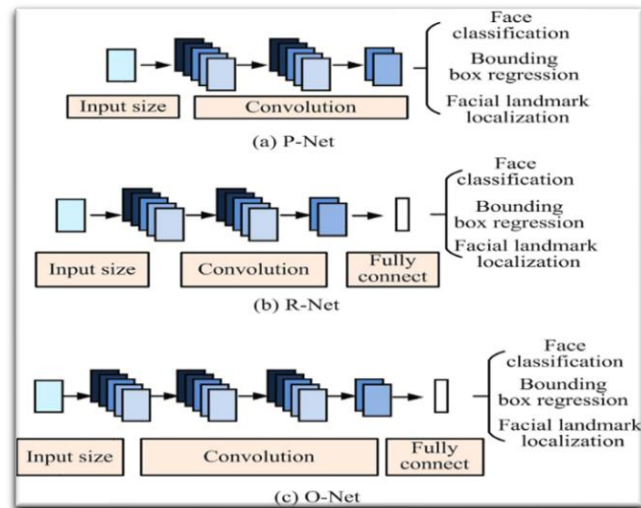 Face
classification
Bounding
box regression
Facial landmark
localization
Input size
Convolution
(a) P-Net
Face
classification
Bounding
box regression
Facial landmark
localization
Input size
Convolution
Fully
connect
(b) R-Net
Face
classification
Bounding
box regression
Facial landmark
localization
Input size
Convolution
Fully
connect
(c) O-Net